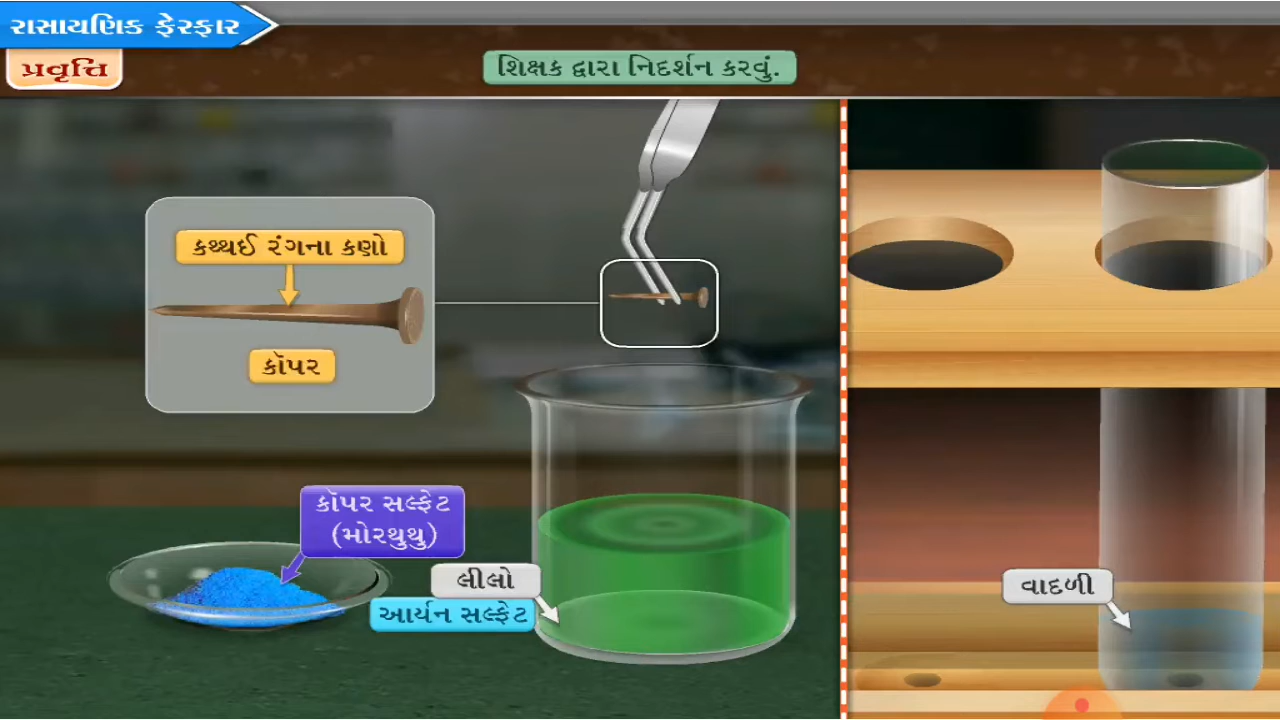 રાસાયણિક ફેરફાર
પ્રવૃત્તિ
શિક્ષક દ્વારા નિદર્શન કરવું.
કથ્થઈ રંગના કણો
કૉપર
કૉપર સલ્ફેટ
(મોરથુથુ)
લીલો
આર્યન સલ્ફેટ
વાદળી